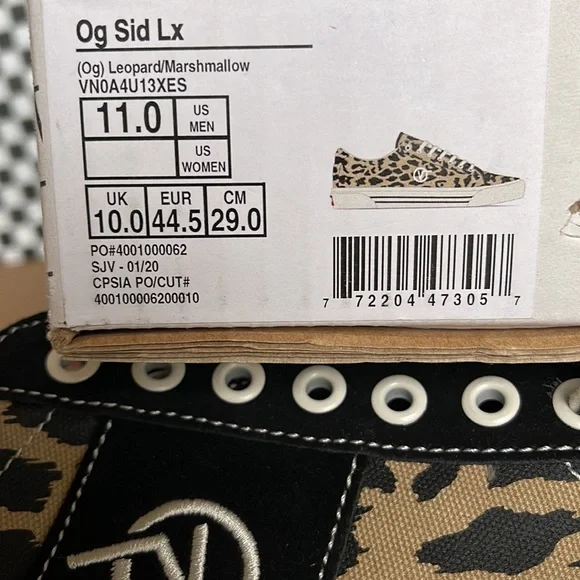 Og Sid Lx
(Og) Leopard/Marshmallow
VN0A4U13XES
11.0 US MEN
US WOMEN
UK 10.0 EUR 44.5 CM 29.0
PO#4001000062
SJV - 01/20
CPSIA PO/CUT#
400100006200010
7 72204 47305 7